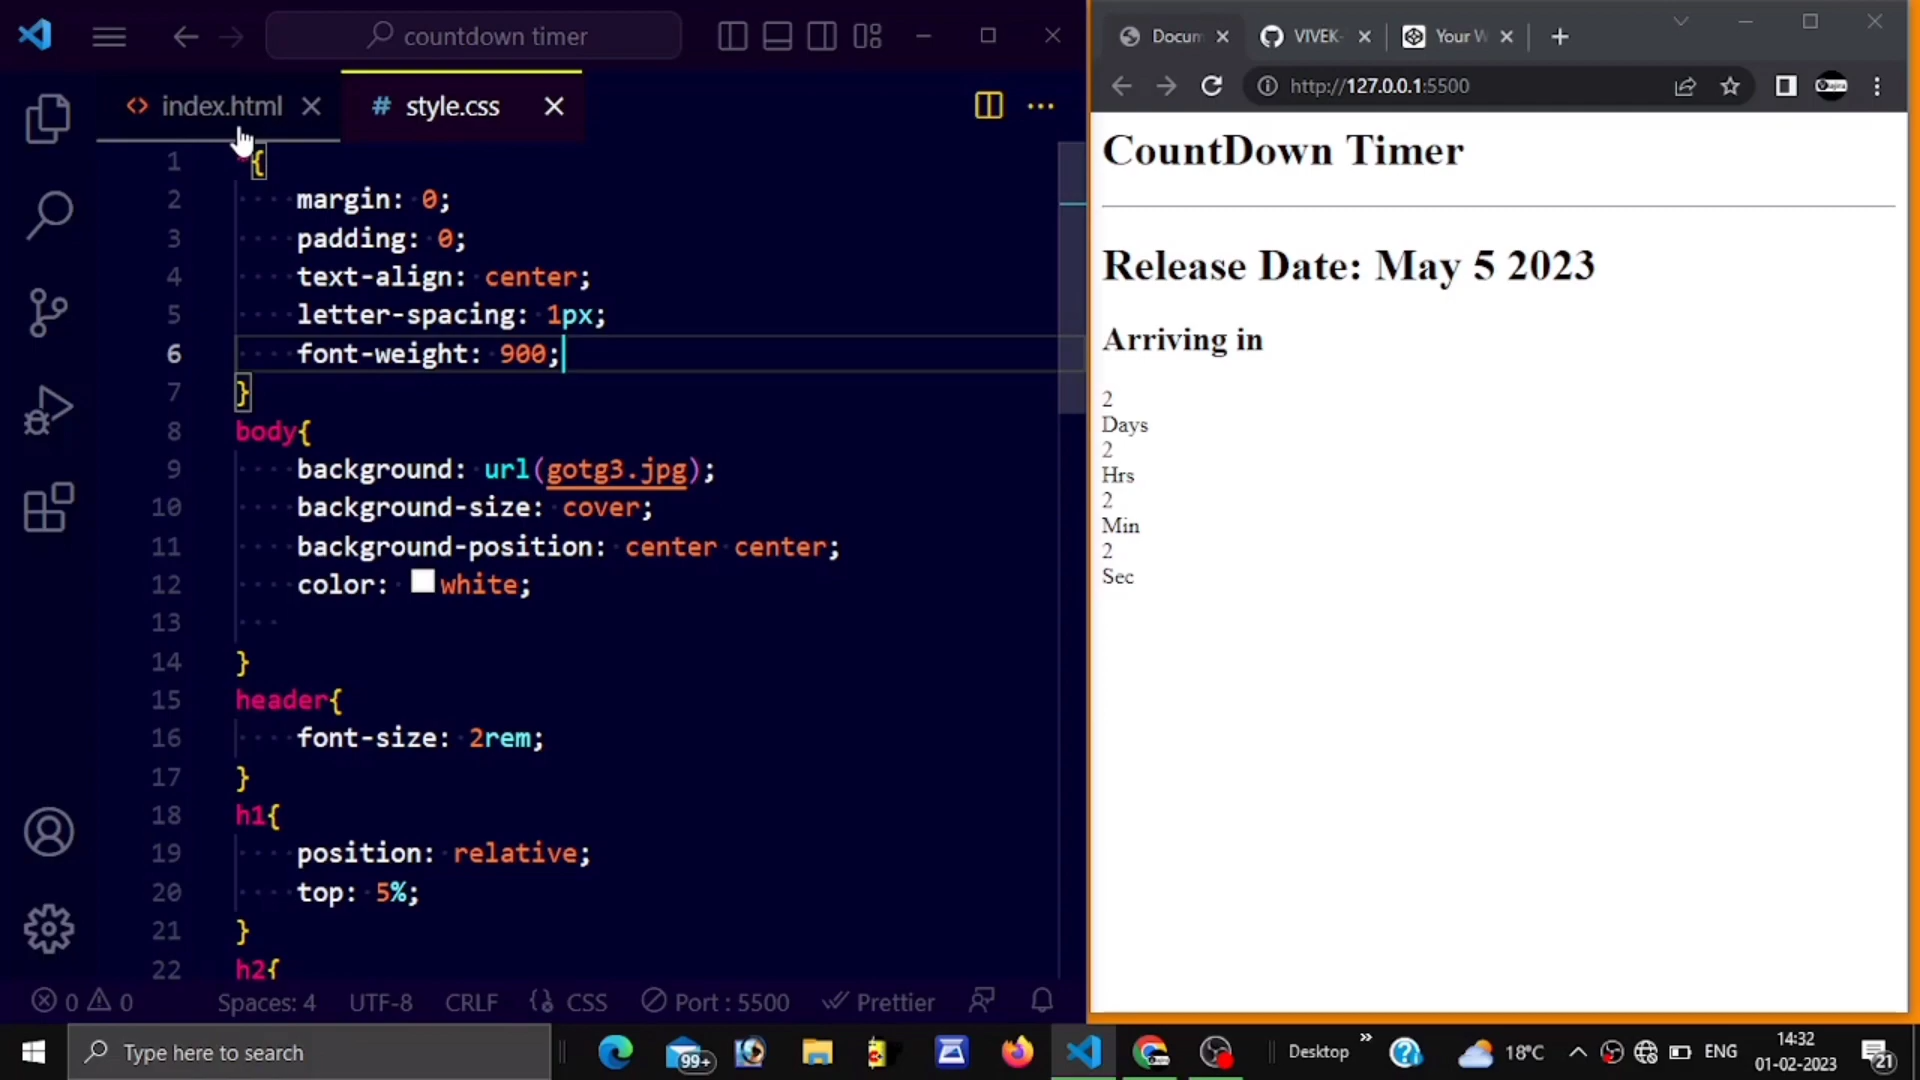 countdown timer
index.html
# style.css
1 *{
2 margin: 0;
3 padding: 0;
4 text-align: center;
5 letter-spacing: 1px;
6 font-weight: 900;
7 }
8 body{
9 background: url(gotg3.jpg);
10 background-size: cover;
11 background-position: center center;
12 color: white;
13
14 }
15 header{
16 font-size: 2rem;
17 }
18 h1{
19 position: relative;
20 top: 5%;
21 }
22 h2{
0 0 Spaces: 4 UTF-8 CRLF CSS Port : 5500 Prettier
Docum
VIVEK-
Your W
http://127.0.0.1:5500
CountDown Timer
Release Date: May 5 2023
Arriving in
2
Days
2
Hrs
2
Min
2
Sec
Type here to search
99+
Desktop
18°C
ENG
14:32
01-02-2023
21